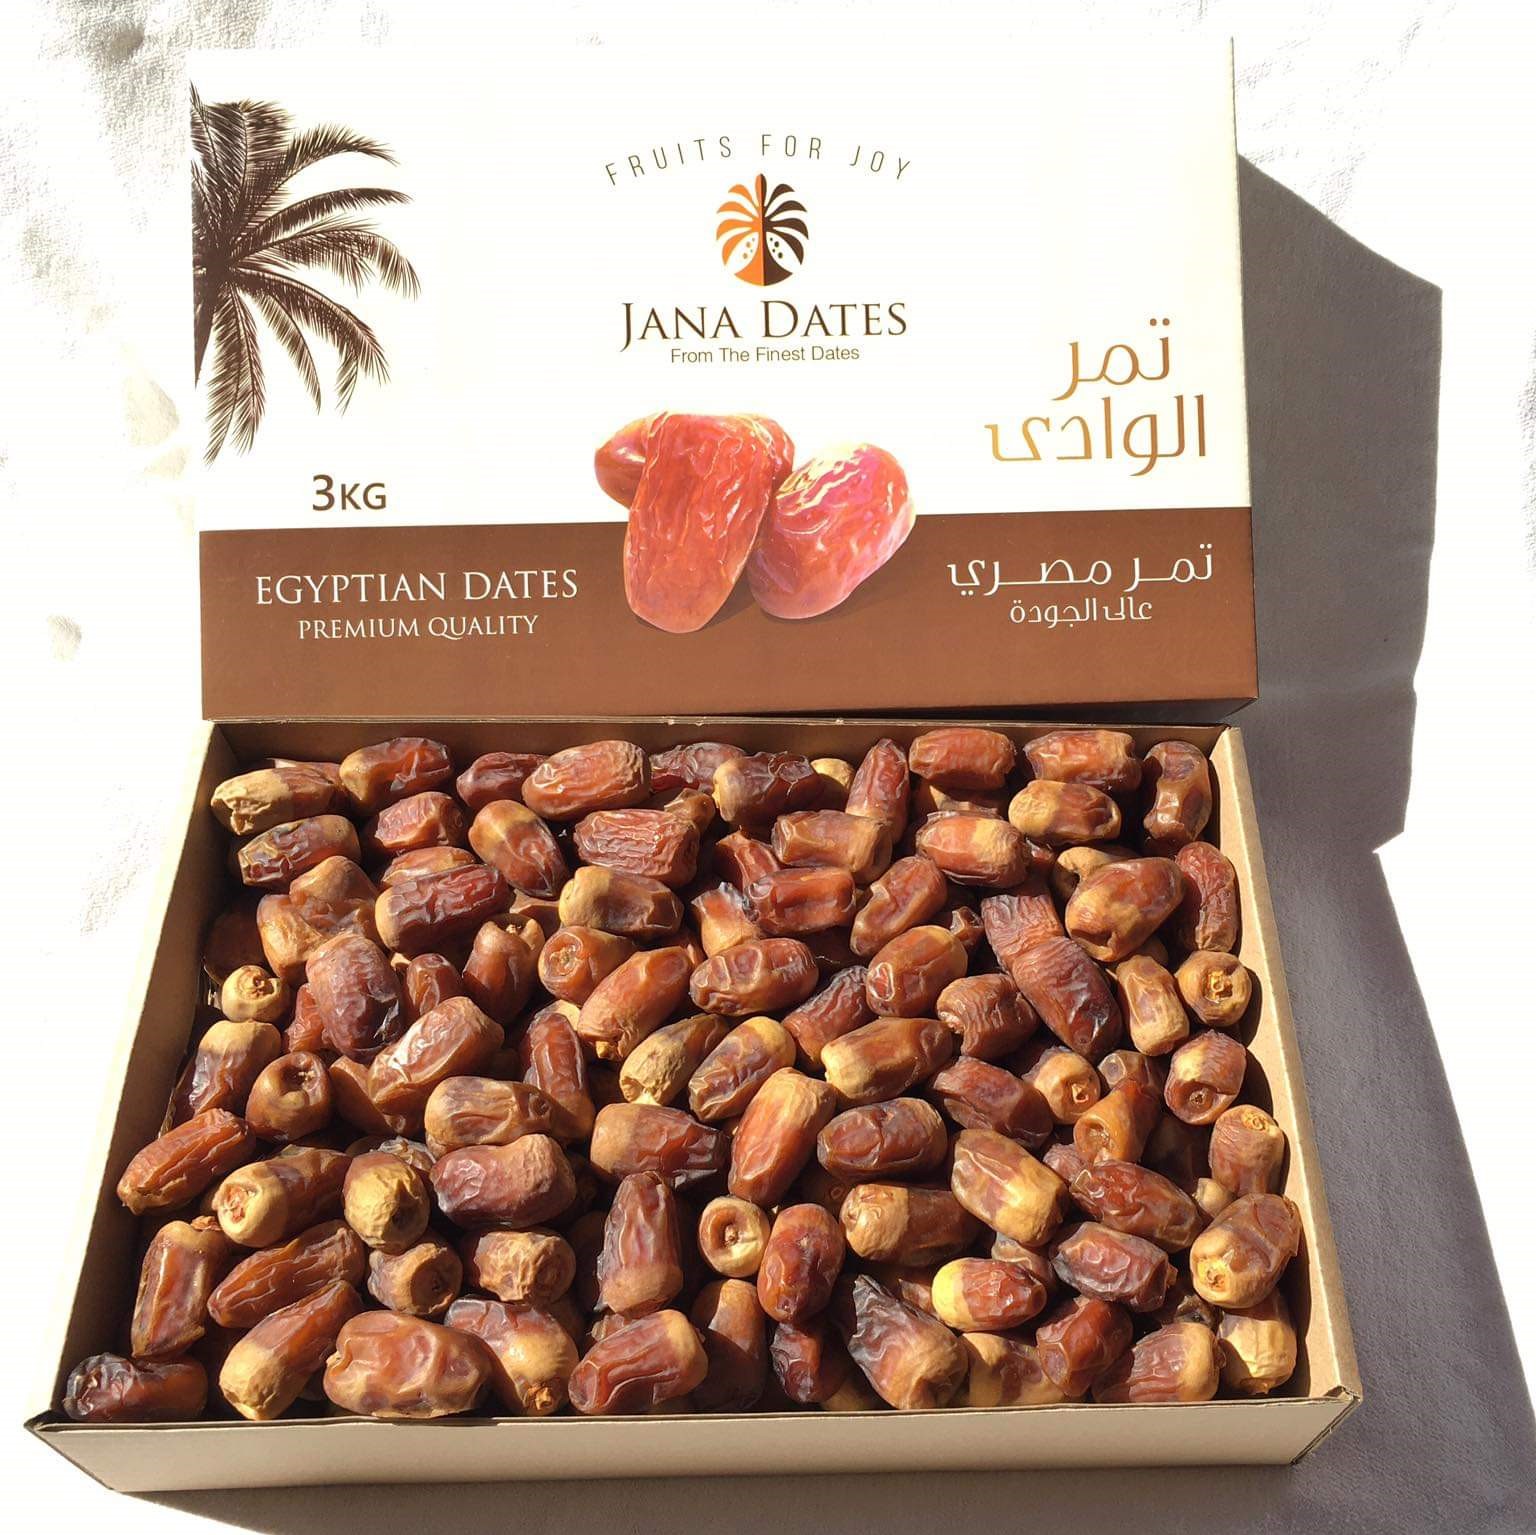 FRUITS FOR JOY
JANA DATES
From The Finest Dates
تمر
الوادى
3KG
EGYPTIAN DATES
PREMIUM QUALITY
تمر مصري
عالى الجودة